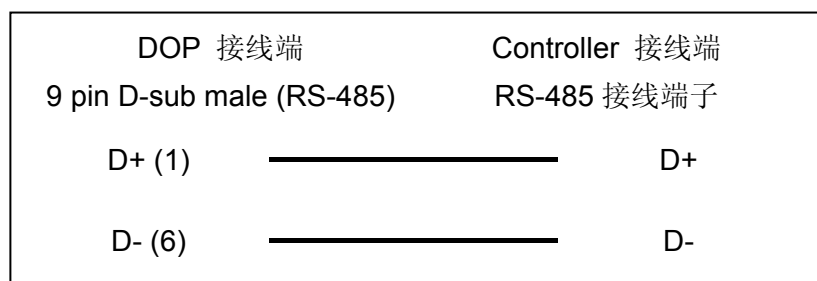 DOP 接线端 Controller 接线端
9 pin D-sub male (RS-485) RS-485 接线端子
D+ (1) D+
D- (6) D-